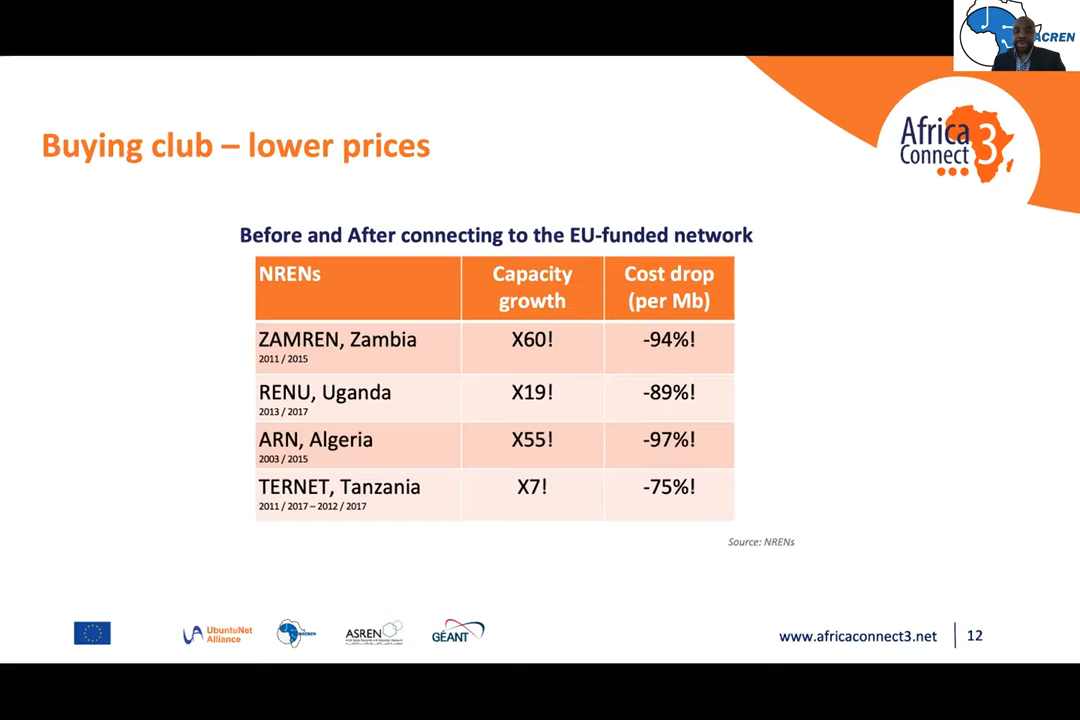 ACREN
Africa
Connect 3
Buying club – lower prices
Before and After connecting to the EU-funded network
NRENs
Capacity growth
Cost drop (per Mb)
ZAMREN, Zambia
2011 / 2015
X60!
-94%!
RENU, Uganda
2013 / 2017
X19!
-89%!
ARN, Algeria
2003 / 2015
X55!
-97%!
TERNET, Tanzania
2011 / 2017 – 2012 / 2017
X7!
-75%!
Source: NRENs
UbuntuNet
Alliance
WACREN
ASREN
GÉANT
www.africaconnect3.net
12